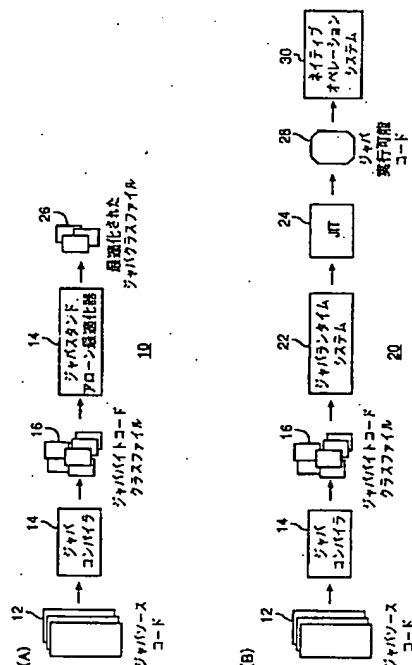 (A)
12
ジャバソース
コード
14
ジャバ
コンパイラ
16
ジャババイトコード
クラスファイル
14
ジャバスタンド
アローン最適化器
26
最適化された
ジャバクラスファイル
10
(B)
12
ジャバソース
コード
14
ジャバ
コンパイラ
16
ジャババイトコード
クラスファイル
22
ジャバランタイム
システム
24
JIT
28
ジャバ
実行可能
コード
30
ネイティブ
オペレーション
システム
20